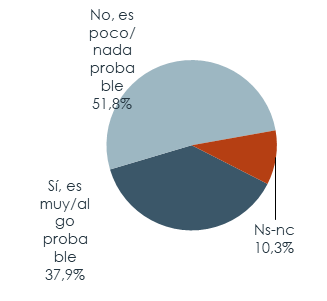 No, es
poco/
nada
proba
ble
51,8%
Sí, es
muy/al
go
proba
ble
37,9%
Ns-nc
10,3%